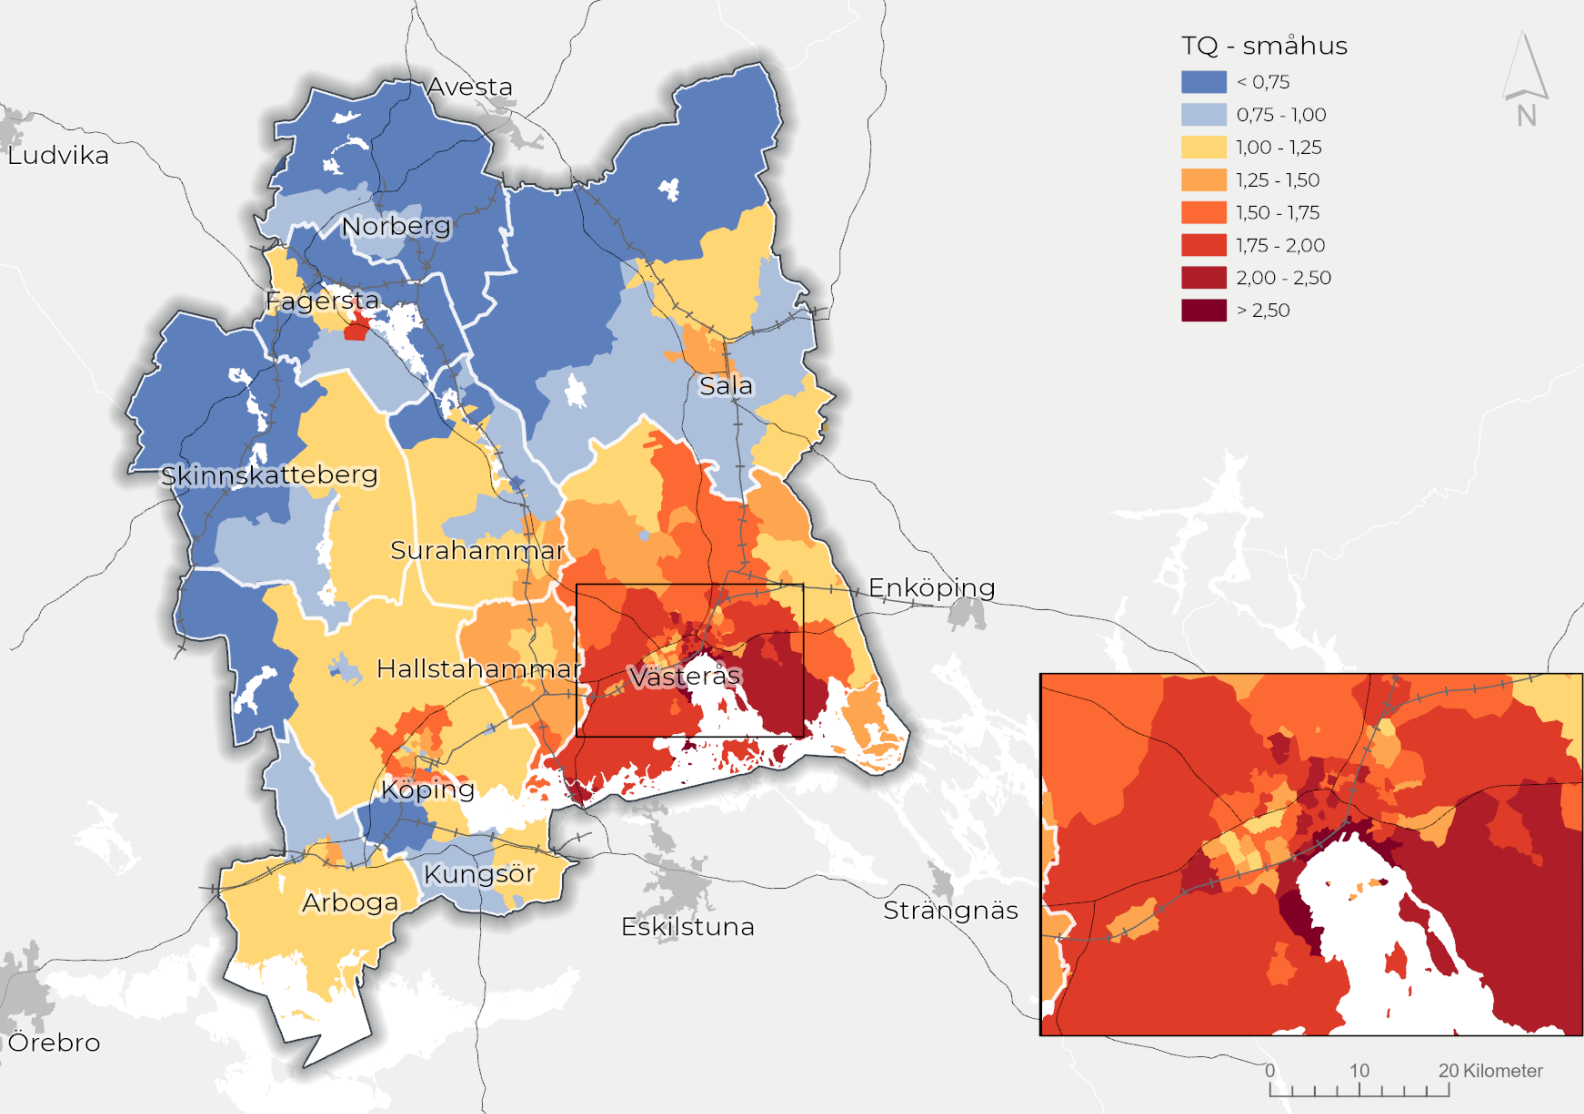 TQ - småhus
< 0,75
0,75 - 1,00
1,00 - 1,25
1,25 - 1,50
1,50 - 1,75
1,75 - 2,00
2,00 - 2,50
> 2,50
N
Avesta
Ludvika
Norberg
Fagersta
Sala
Skinnskatteberg
Surahammar
Enköping
Hallstahammar
Västerås
Köping
Kungsör
Arboga
Strängnäs
Eskilstuna
Örebro
0 10 20 Kilometer